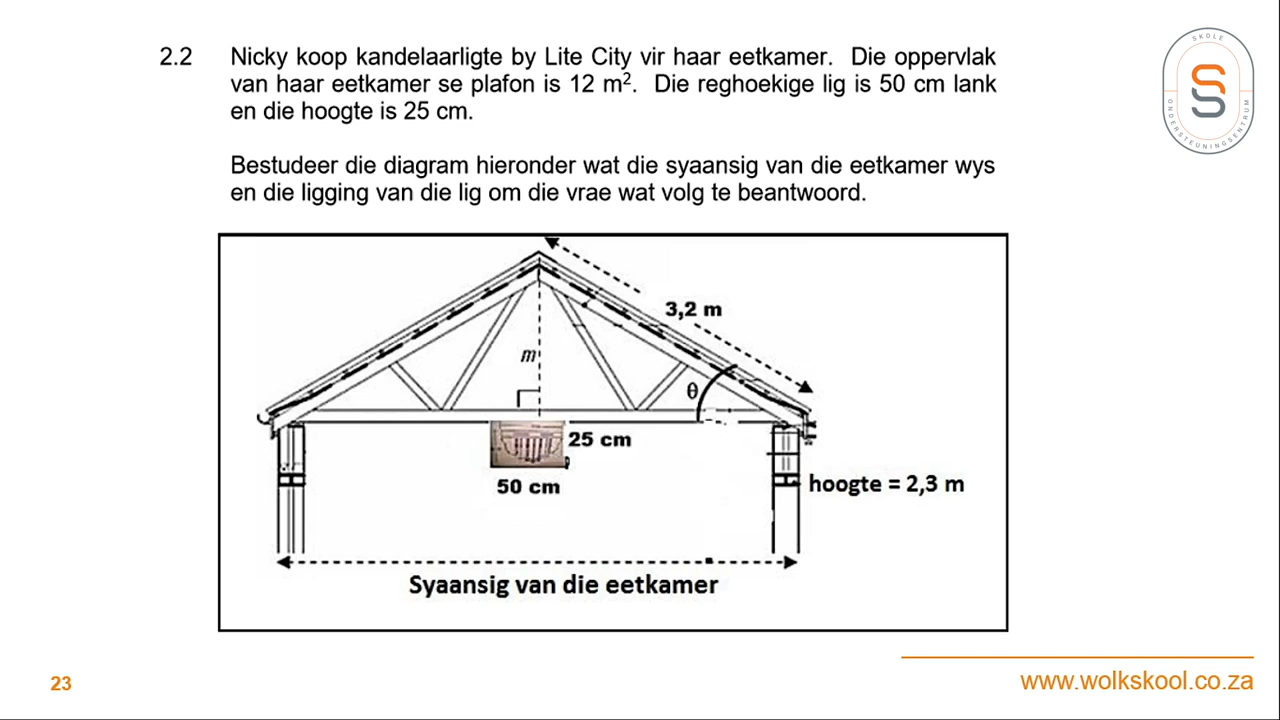 2.2 Nicky koop kandelaarligte by Lite City vir haar eetkamer. Die oppervlak
van haar eetkamer se plafon is 12 m². Die reghoekige lig is 50 cm lank
en die hoogte is 25 cm.
Bestudeer die diagram hieronder wat die syaansig van die eetkamer wys
en die ligging van die lig om die vrae wat volg te beantwoord.
3,2 m
m
θ
25 cm
50 cm
hoogte = 2,3 m
Syaansig van die eetkamer
SKOLE
ONDERSTEUNINGSENTRUM
23
www.wolkskool.co.za